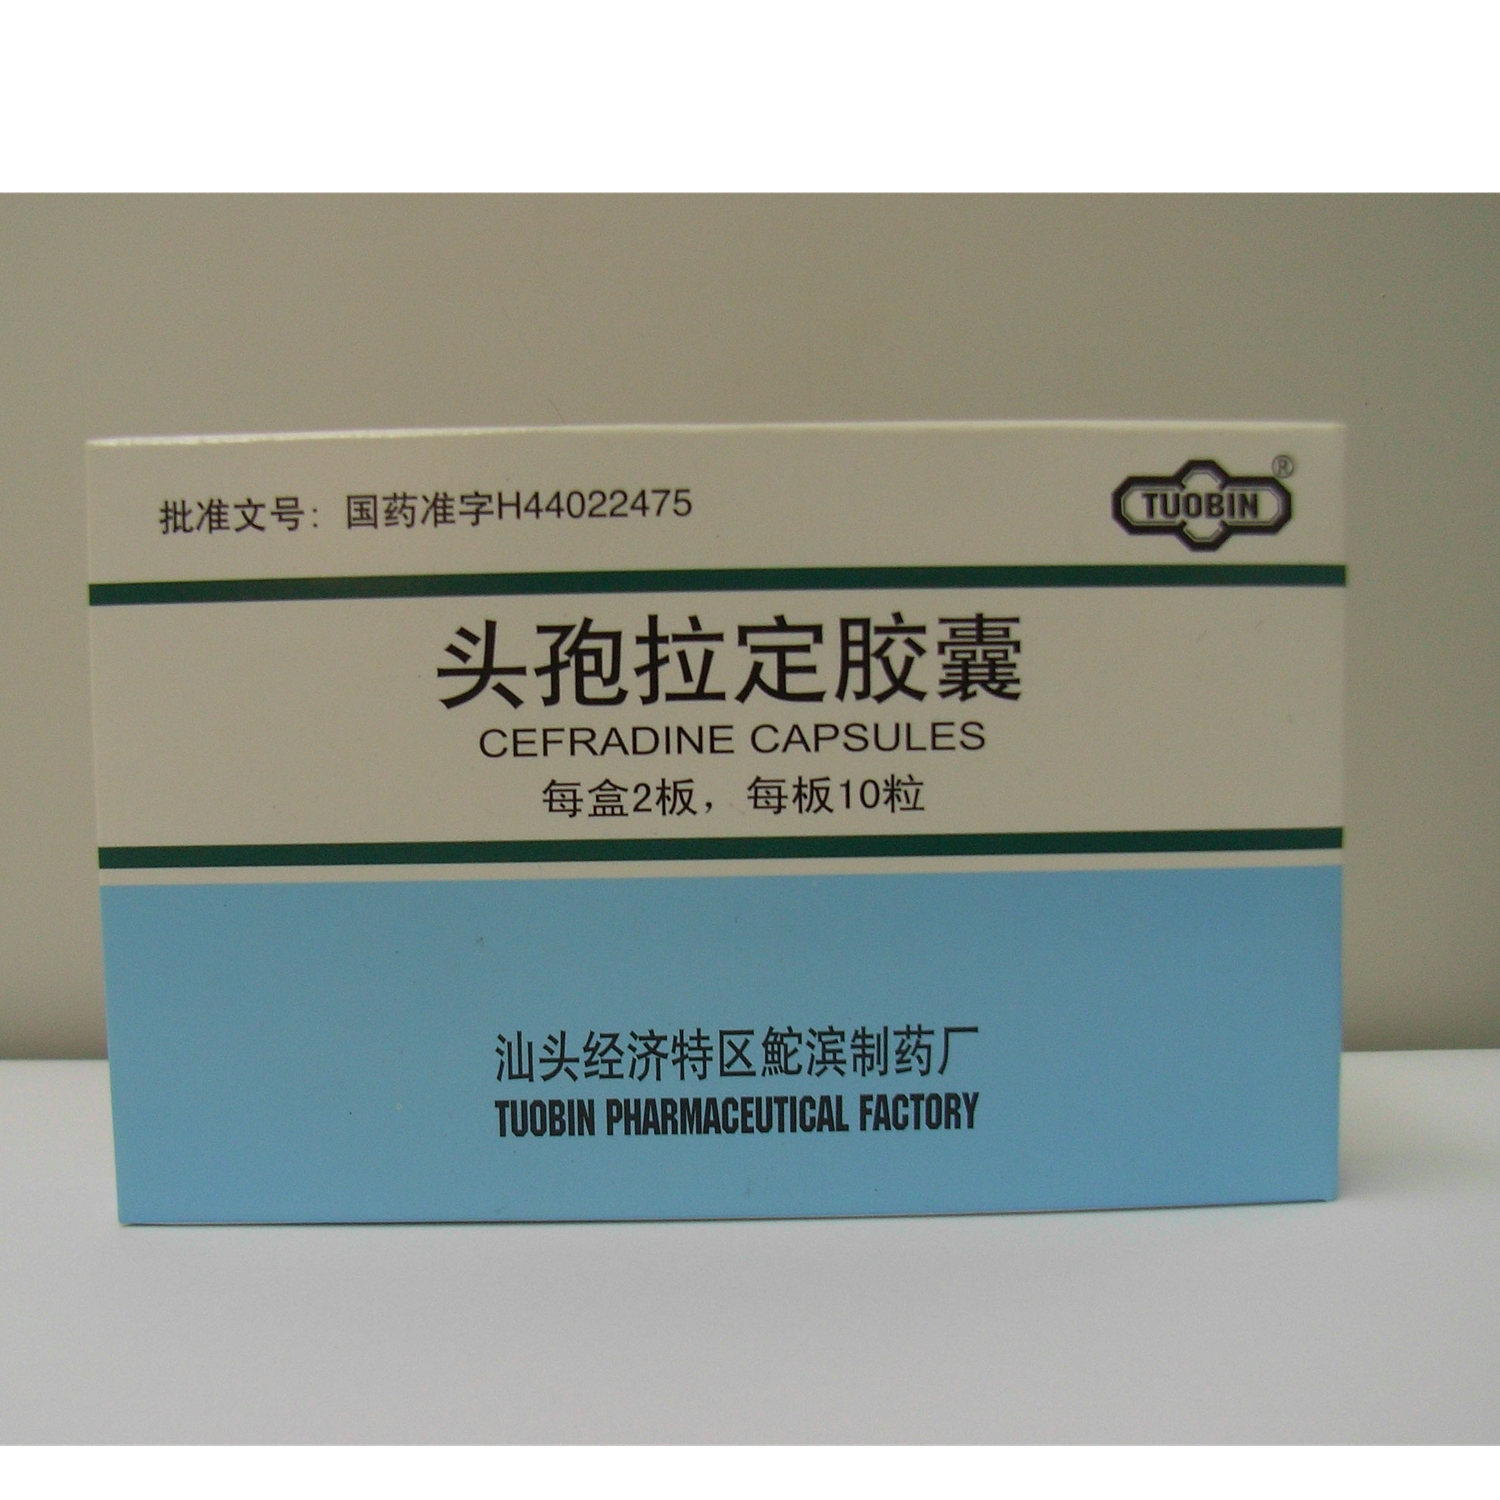 批准文号：国药准字H44022475
TUOBIN®
头孢拉定胶囊
CEFRADINE CAPSULES
每盒2板，每板10粒
汕头经济特区鮀滨制药厂
TUOBIN PHARMACEUTICAL FACTORY